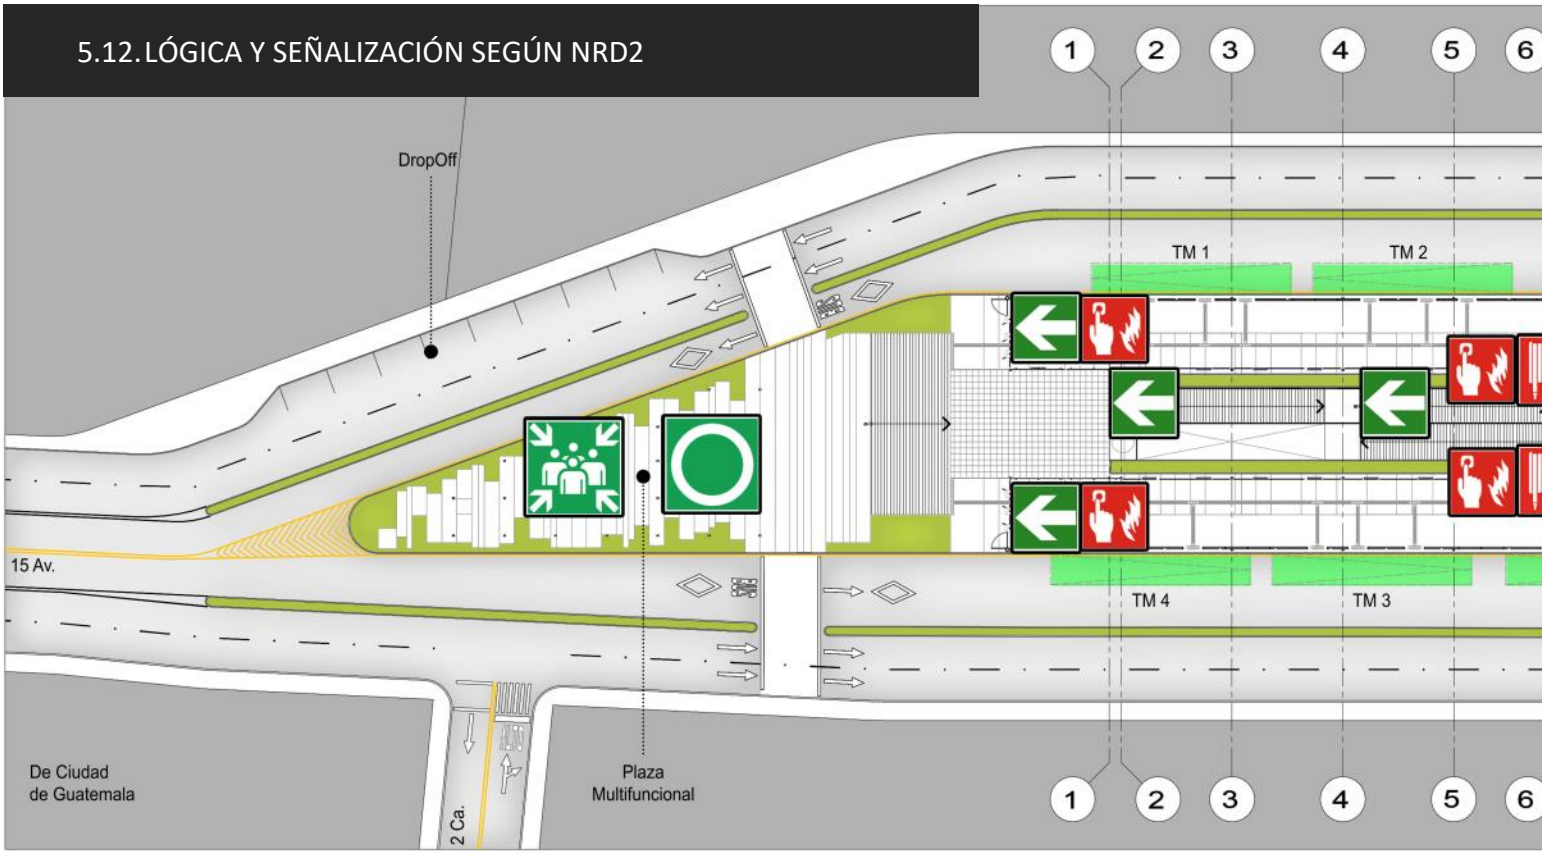 5.12. LÓGICA Y SEÑALIZACIÓN SEGÚN NRD2
1 2 3 4 5 6
DropOff
TM 1 TM 2
15 Av.
TM 4 TM 3
De Ciudad
de Guatemala
Plaza
Multifuncional
2 Ca.
1 2 3 4 5 6